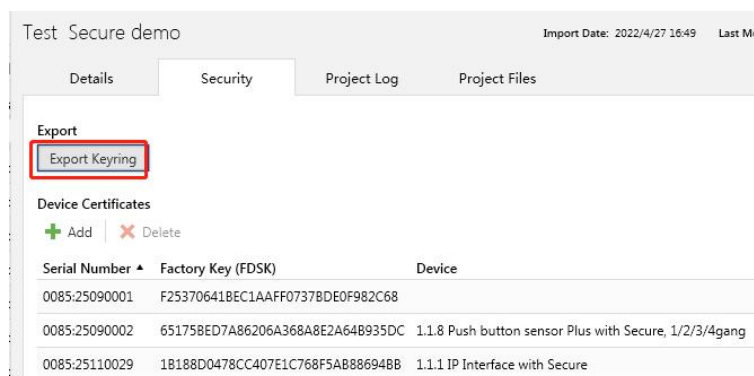 Test Secure demo Import Date: 2022/4/27 16:49 Last M
Details Security Project Log Project Files
Export
Export Keyring
Device Certificates
Add Delete
Serial Number Factory Key (FDSK) Device
0085:25090001 F25370641BEC1AAFF0737BDE0F982C68
0085:25090002 65175BED7A86206A368A8E2A64B935DC 1.1.8 Push button sensor Plus with Secure, 1/2/3/4gang
0085:25110029 1B188D0478CC407E1C768F5AB88694BB 1.1.1 IP Interface with Secure